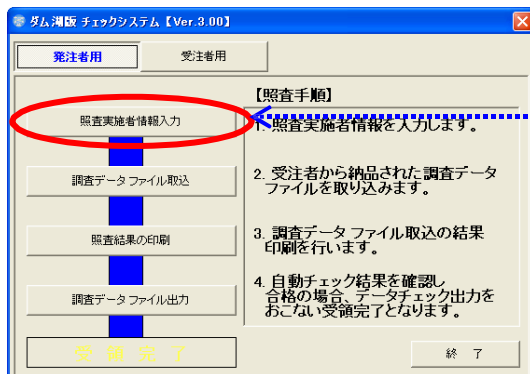 ダム湖版 チェックシステム【Ver.3.00】
発注者用
受注者用
照査実施者情報入力
調査データファイル取込
照査結果の印刷
調査データファイル出力
受領完了
【照査手順】
1. 照査実施者情報を入力します。
2. 受注者から納品された調査データ
ファイルを取り込みます。
3. 調査データファイル取込の結果
印刷を行います。
4. 自動チェック結果を確認し
合格の場合、データチェック出力を
おこない受領完了となります。
終 了